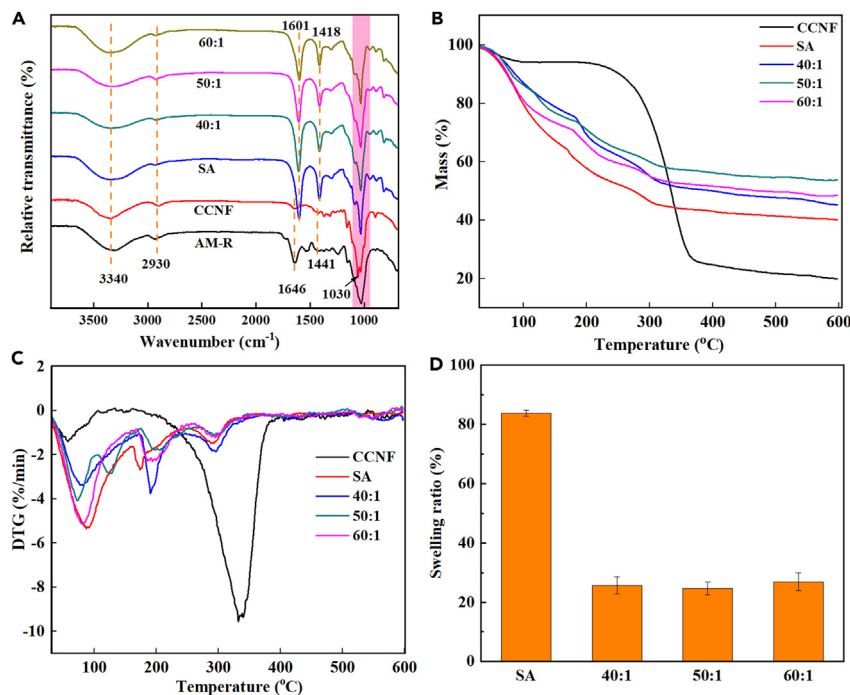 A
60:1
1601 1418
50:1
40:1
SA
CCNF
AM-R
3340 2930
1646
1441
1030
Relative transmittance (%)
3500 3000 2500 2000 1500 1000
Wavenumber (cm-1)
B
100
80
60
40
20
Mass (%)
CCNF
SA
40:1
50:1
60:1
100 200 300 400 500 600
Temperature (oC)
C
2
0
-2
-4
-6
-8
-10
DTG (%/min)
CCNF
SA
40:1
50:1
60:1
100 200 300 400 500 600
Temperature (oC)
D
100
80
60
40
20
0
Swelling ratio (%)
SA 40:1 50:1 60:1